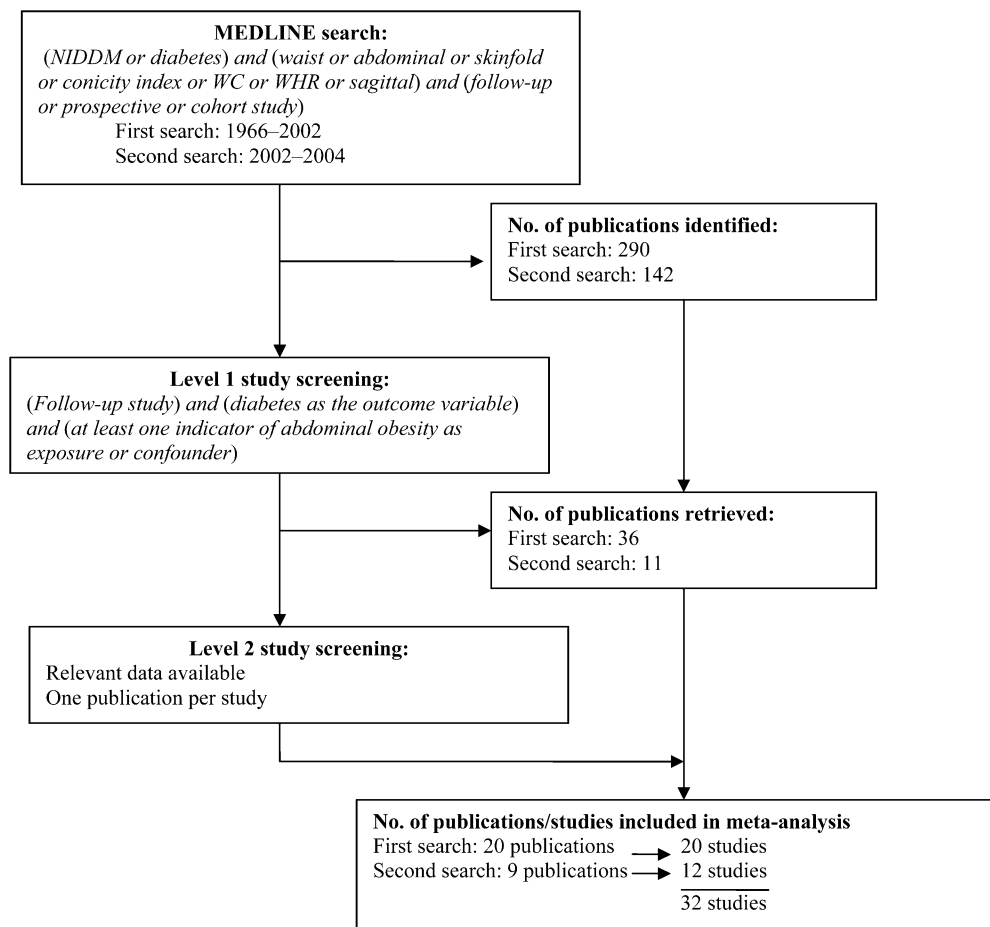 MEDLINE search:
(NIDDM or diabetes) and (waist or abdominal or skinfold
or conicity index or WC or WHR or sagittal) and (follow-up
or prospective or cohort study)
First search: 1966–2002
Second search: 2002–2004
No. of publications identified:
First search: 290
Second search: 142
Level 1 study screening:
(Follow-up study) and (diabetes as the outcome variable)
and (at least one indicator of abdominal obesity as
exposure or confounder)
No. of publications retrieved:
First search: 36
Second search: 11
Level 2 study screening:
Relevant data available
One publication per study
No. of publications/studies included in meta-analysis
First search: 20 publications 20 studies
Second search: 9 publications 12 studies
32 studies